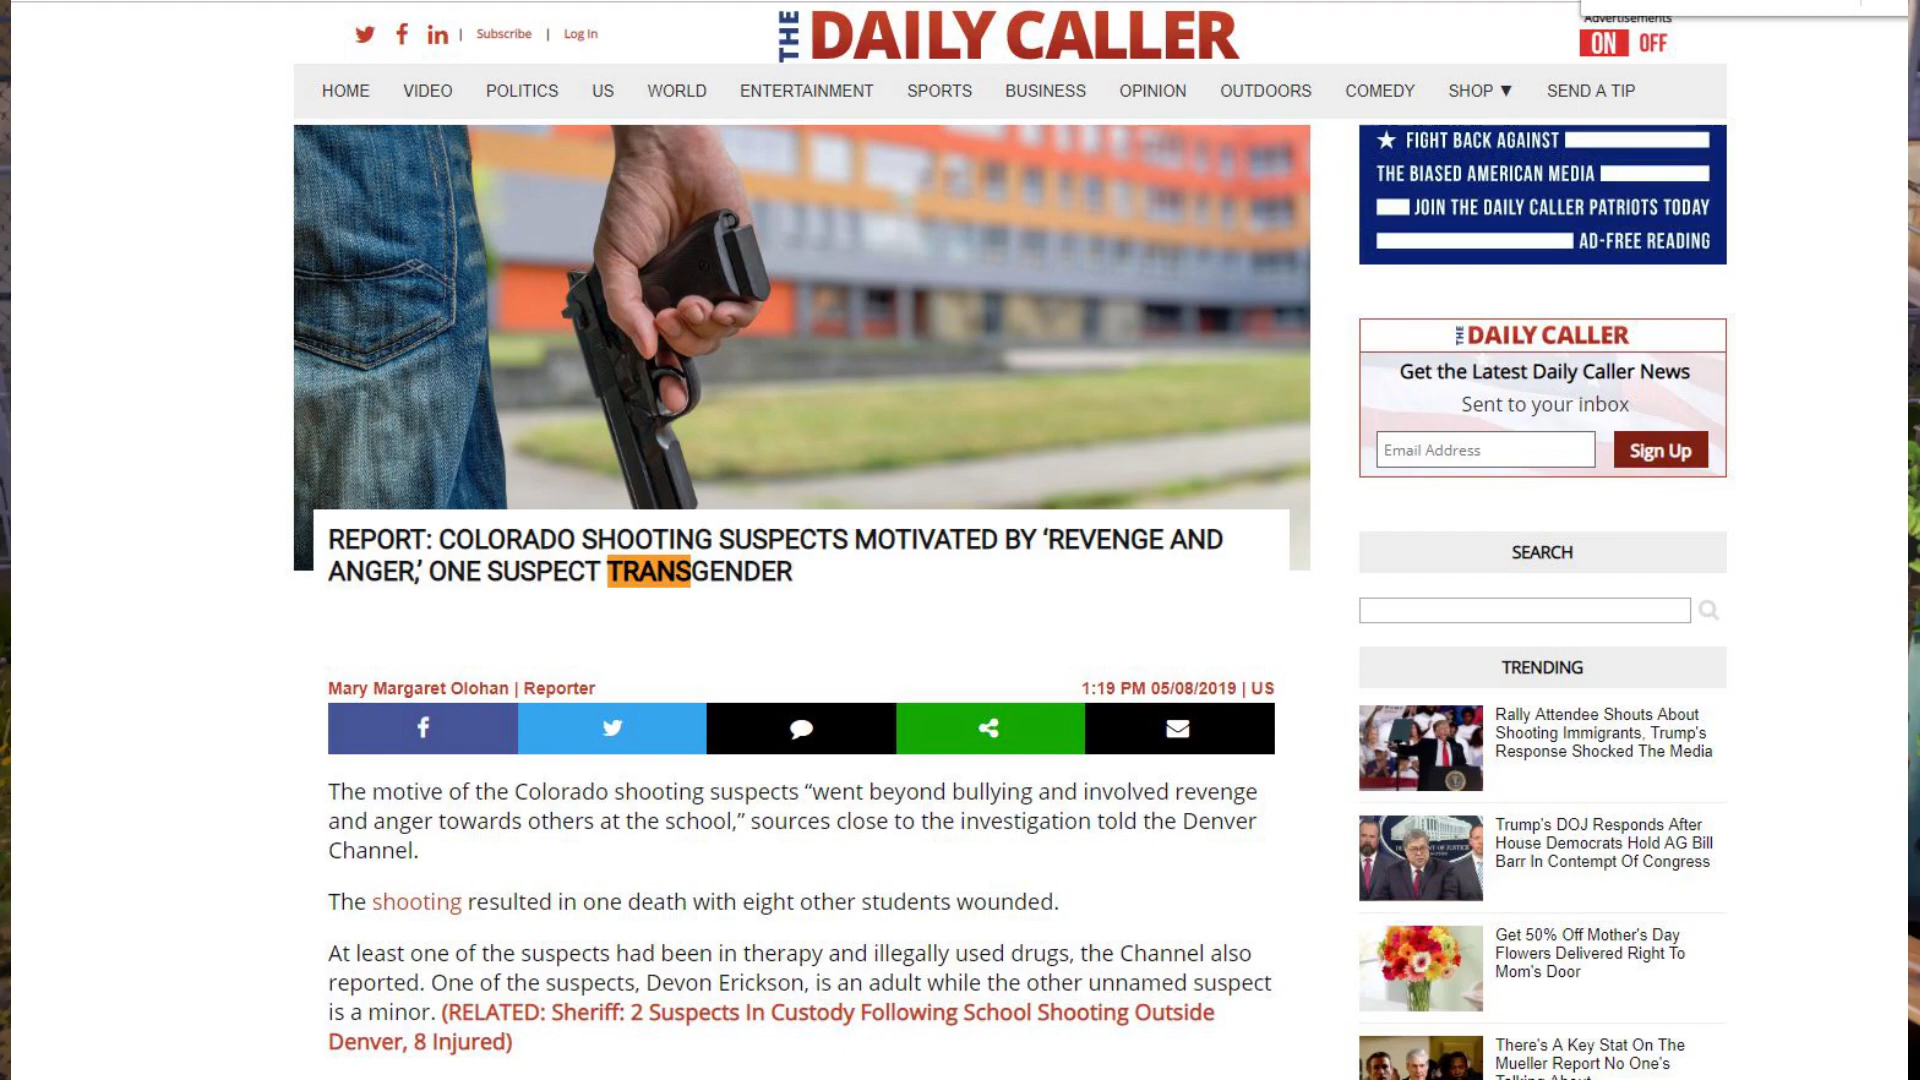 Subscribe | Log In
THE DAILY CALLER
Advertisements
ON OFF
HOME VIDEO POLITICS US WORLD ENTERTAINMENT SPORTS BUSINESS OPINION OUTDOORS COMEDY SHOP ▼ SEND A TIP
REPORT: COLORADO SHOOTING SUSPECTS MOTIVATED BY ‘REVENGE AND
ANGER,’ ONE SUSPECT TRANSGENDER
Mary Margaret Olohan | Reporter
1:19 PM 05/08/2019 | US
The motive of the Colorado shooting suspects “went beyond bullying and involved revenge
and anger towards others at the school,” sources close to the investigation told the Denver
Channel.
The shooting resulted in one death with eight other students wounded.
At least one of the suspects had been in therapy and illegally used drugs, the Channel also
reported. One of the suspects, Devon Erickson, is an adult while the other unnamed suspect
is a minor. (RELATED: Sheriff: 2 Suspects In Custody Following School Shooting Outside
Denver, 8 Injured)
FIGHT BACK AGAINST
THE BIASED AMERICAN MEDIA
JOIN THE DAILY CALLER PATRIOTS TODAY
AD-FREE READING
THE DAILY CALLER
Get the Latest Daily Caller News
Sent to your inbox
Email Address
Sign Up
SEARCH
TRENDING
Rally Attendee Shouts About
Shooting Immigrants, Trump's
Response Shocked The Media
Trump's DOJ Responds After
House Democrats Hold AG Bill
Barr In Contempt Of Congress
Get 50% Off Mother's Day
Flowers Delivered Right To
Mom's Door
There's A Key Stat On The
Mueller Report No One's
Talking About